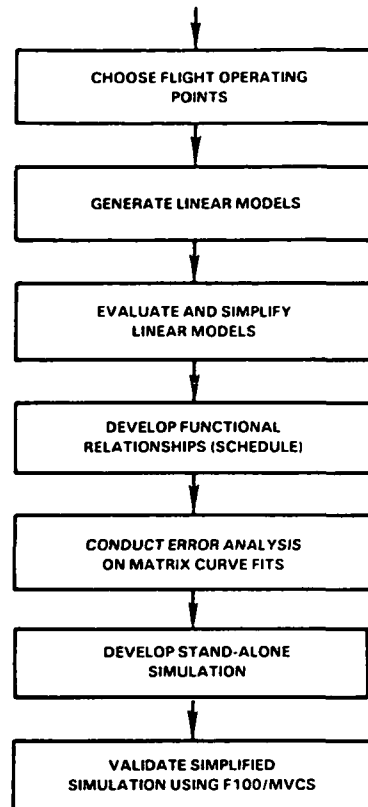 CHOOSE FLIGHT OPERATING
POINTS
GENERATE LINEAR MODELS
EVALUATE AND SIMPLIFY
LINEAR MODELS
DEVELOP FUNCTIONAL
RELATIONSHIPS (SCHEDULE)
CONDUCT ERROR ANALYSIS
ON MATRIX CURVE FITS
DEVELOP STAND-ALONE
SIMULATION
VALIDATE SIMPLIFIED
SIMULATION USING F100/MVCS